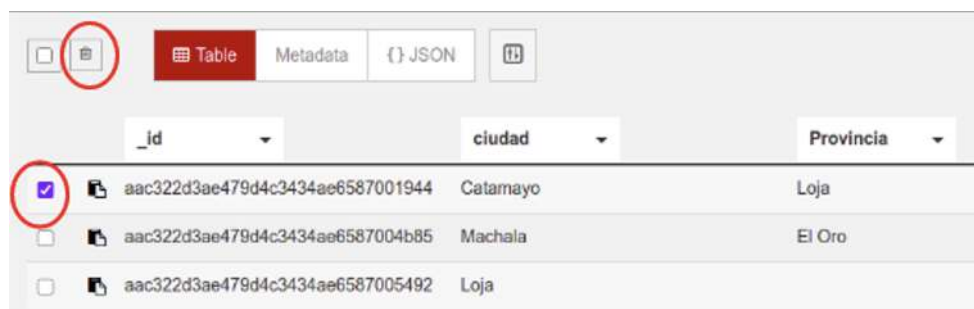 Table Metadata {} JSON
_id ciudad Provincia
aac322d3ae479d4c3434ae6587001944 Catamayo Loja
aac322d3ae479d4c3434ae6587004b85 Machala El Oro
aac322d3ae479d4c3434ae6587005492 Loja